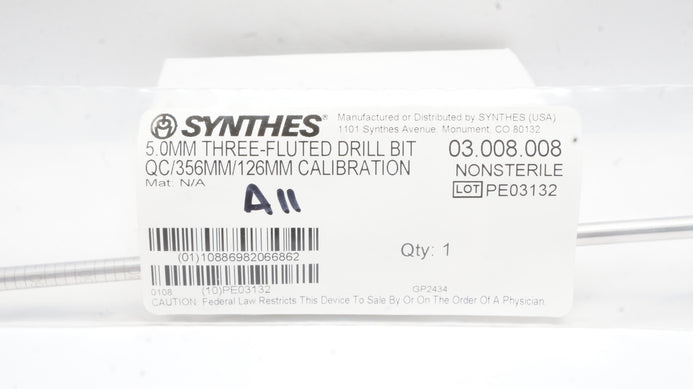 SYNTHES®
Manufactured or Distributed by SYNTHES (USA)
1101 Synthes Avenue, Monument, CO 80132
5.0MM THREE-FLUTED DRILL BIT
QC/356MM/126MM CALIBRATION
Mat: N/A
03.008.008
NONSTERILE
LOT PE03132
A11
(01)10886982066862
Qty: 1
0108
(10)PE03132
GP2434
CAUTION: Federal Law Restricts This Device To Sale By Or On The Order Of A Physician.